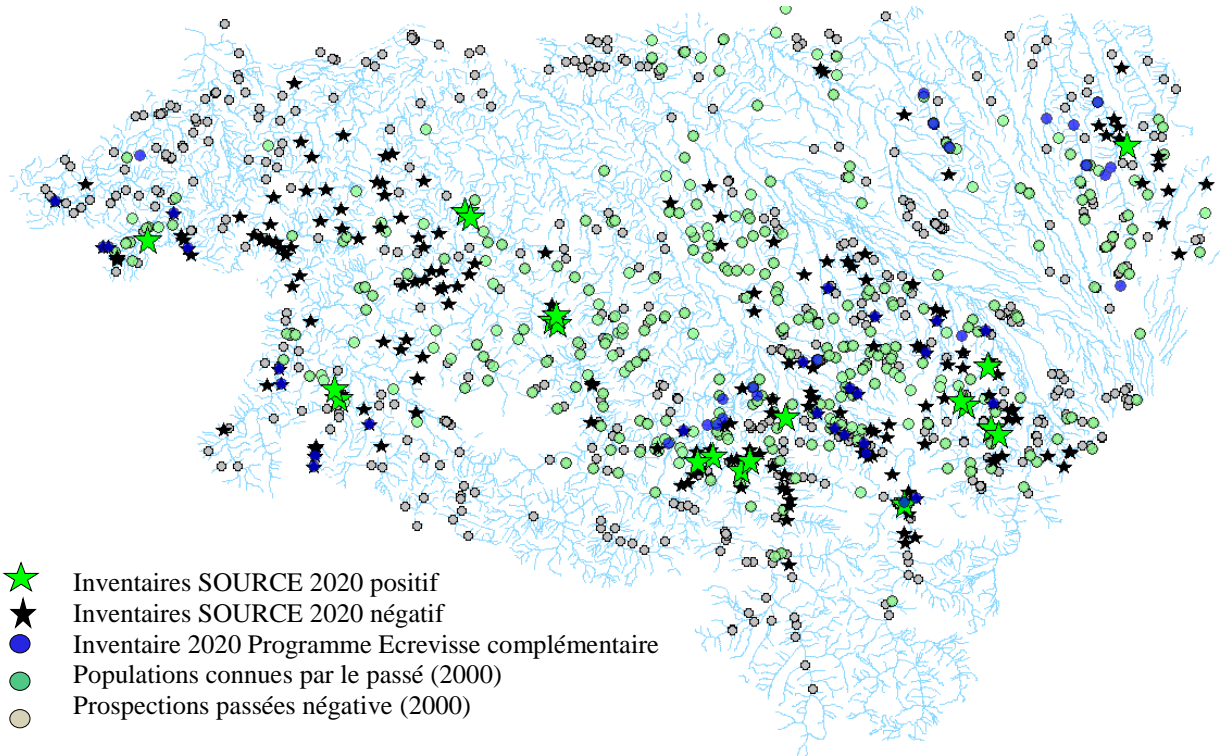 Inventaires SOURCE 2020 positif
Inventaires SOURCE 2020 négatif
Inventaire 2020 Programme Ecrevisse complémentaire
Populations connues par le passé (2000)
Prospections passées négative (2000)